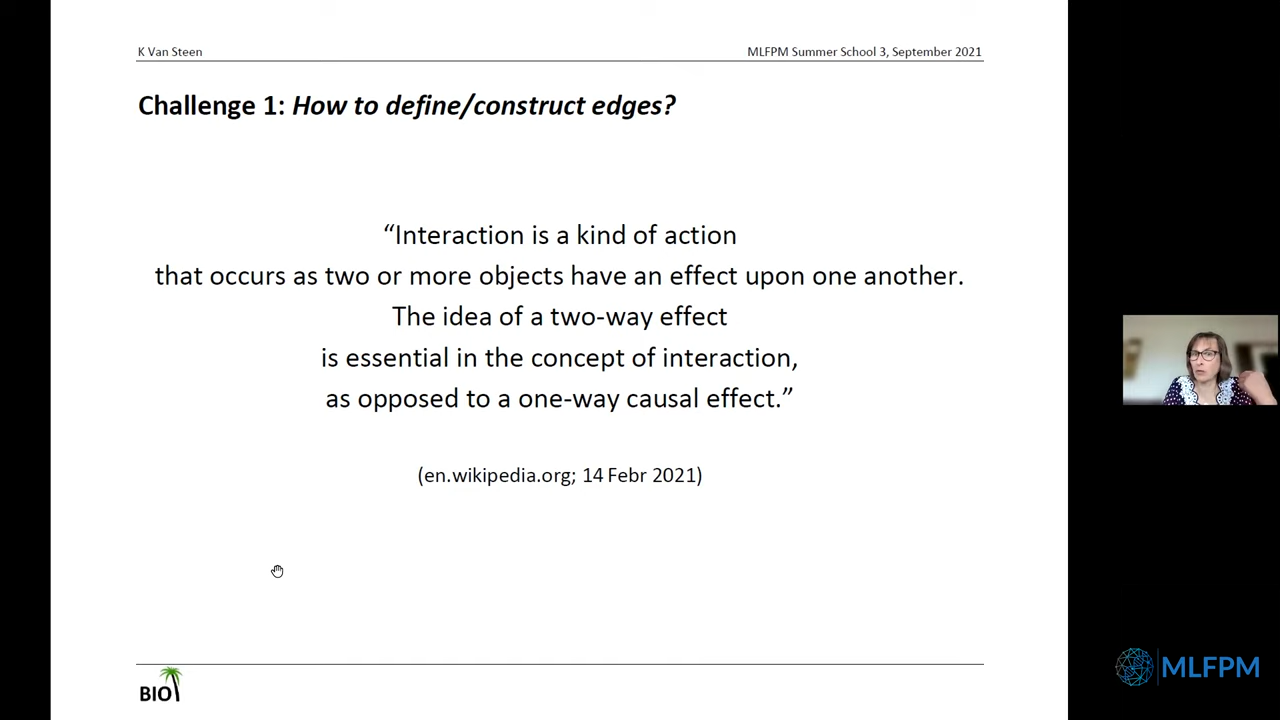 K Van Steen
MLFPM Summer School 3, September 2021
Challenge 1: How to define/construct edges?
“Interaction is a kind of action
that occurs as two or more objects have an effect upon one another.
The idea of a two-way effect
is essential in the concept of interaction,
as opposed to a one-way causal effect.”
(en.wikipedia.org; 14 Febr 2021)
BIO
MLFPM